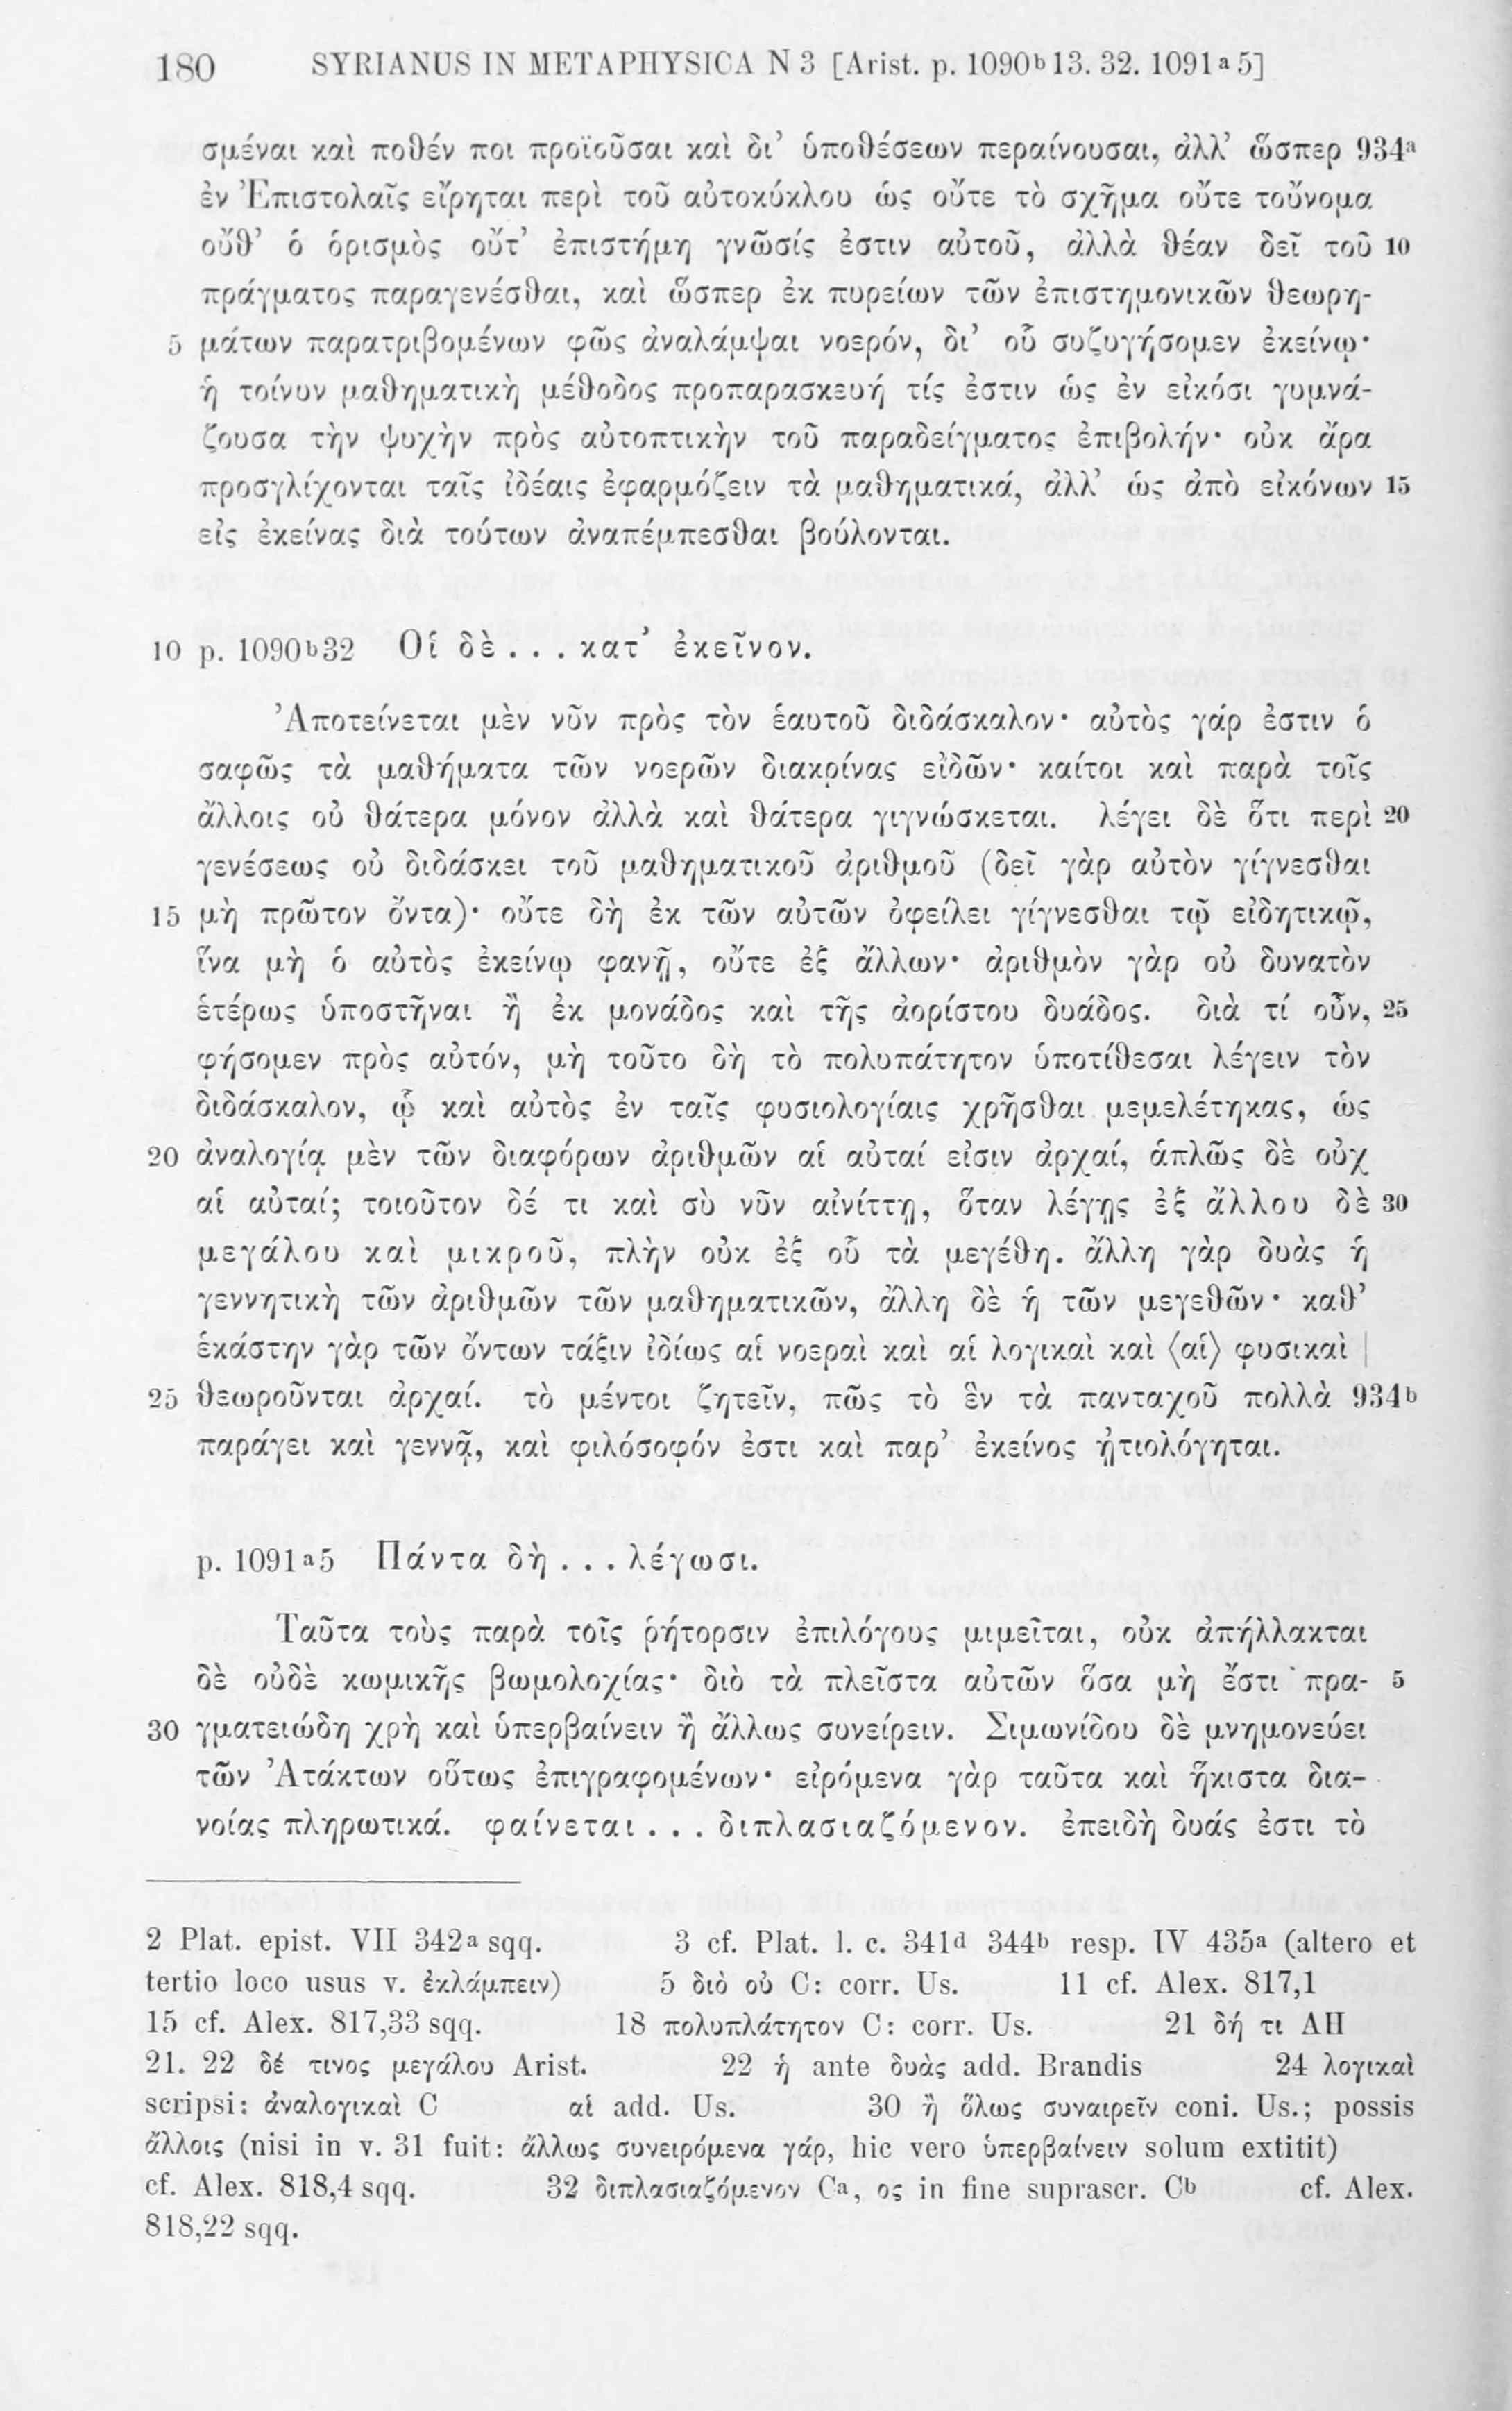 180 SYRIANUS IN METAPHYSICA N 3 [Arist. p. 1090ᵇ13. 32. 1091ᵃ5]
σμέναι καὶ ποθέν ποι προϊοῦσαι καὶ δι’ ὑποθέσεων περαίνουσαι, ἀλλ’ ὥσπερ 934ᵃ
ἐν Ἐπιστολαῖς εἴρηται περὶ τοῦ αὐτοκύκλου ὡς οὔτε τὸ σχῆμα οὔτε τοὔνομα
οὔθ’ ὁ ὁρισμὸς οὔτ’ ἐπιστήμη γνῶσίς ἐστιν αὐτοῦ, ἀλλὰ θέαν δεῖ τοῦ 10
πράγματος παραγενέσθαι, καὶ ὥσπερ ἐκ πυρείων τῶν ἐπιστημονικῶν θεωρη-
5 μάτων παρατριβομένων φῶς ἀναλάμψαι νοερόν, δι’ οὗ συζυγήσομεν ἐκείνῳ·
ἡ τοίνυν μαθηματικὴ μέθοδος προπαρασκευή τίς ἐστιν ὡς ἐν εἰκόσι γυμνά-
ζουσα τὴν ψυχὴν πρὸς αὐτοπτικὴν τοῦ παραδείγματος ἐπιβολήν· οὐκ ἄρα
προσγλίχονται ταῖς ἰδέαις ἐφαρμόζειν τὰ μαθηματικά, ἀλλ’ ὡς ἀπὸ εἰκόνων 15
εἰς ἐκείνας διὰ τούτων ἀναπέμπεσθαι βούλονται.
10 p. 1090ᵇ32 Οἱ δὲ . . . κατ’ ἐκεῖνον.
Ἀποτείνεται μὲν νῦν πρὸς τὸν ἑαυτοῦ διδάσκαλον· αὐτὸς γάρ ἐστιν ὁ
σαφῶς τὰ μαθήματα τῶν νοερῶν διακρίνας εἰδῶν· καίτοι καὶ παρὰ τοῖς
ἄλλοις οὐ θάτερα μόνον ἀλλὰ καὶ θάτερα γιγνώσκεται. λέγει δὲ ὅτι περὶ 20
γενέσεως οὐ διδάσκει τοῦ μαθηματικοῦ ἀριθμοῦ (δεῖ γὰρ αὐτὸν γίγνεσθαι
15 μὴ πρῶτον ὄντα)· οὔτε δὴ ἐκ τῶν αὐτῶν ὀφείλει γίγνεσθαι τῷ εἰδητικῷ,
ἵνα μὴ ὁ αὐτὸς ἐκείνῳ φανῇ, οὔτε ἐξ ἄλλων· ἀριθμὸν γὰρ οὐ δυνατὸν
ἑτέρως ὑποστῆναι ἢ ἐκ μονάδος καὶ τῆς ἀορίστου δυάδος. διὰ τί οὖν, 25
φήσομεν πρὸς αὐτόν, μὴ τοῦτο δὴ τὸ πολυπάτητον ὑποτίθεσαι λέγειν τὸν
διδάσκαλον, ᾧ καὶ αὐτὸς ἐν ταῖς φυσιολογίαις χρῆσθαι μεμελέτηκας, ὡς
20 ἀναλογίᾳ μὲν τῶν διαφόρων ἀριθμῶν αἱ αὐταί εἰσιν ἀρχαί, ἁπλῶς δὲ οὐχ
αἱ αὐταί; τοιοῦτον δέ τι καὶ σὺ νῦν αἰνίττῃ, ὅταν λέγῃς ἐξ ἄλλου δὲ 30
μεγάλου καὶ μικροῦ, πλὴν οὐκ ἐξ οὗ τὰ μεγέθη. ἄλλη γὰρ δυὰς ἡ
γεννητικὴ τῶν ἀριθμῶν τῶν μαθηματικῶν, ἄλλη δὲ ἡ τῶν μεγεθῶν· καθ’
ἑκάστην γὰρ τῶν ὄντων τάξιν ἰδίως αἱ νοεραὶ καὶ αἱ λογικαὶ καὶ ⟨αἱ⟩ φυσικαὶ |
25 θεωροῦνται ἀρχαί. τὸ μέντοι ζητεῖν, πῶς τὸ ἓν τὰ πανταχοῦ πολλὰ 934ᵇ
παράγει καὶ γεννᾷ, καὶ φιλόσοφόν ἐστι καὶ παρ’ ἐκείνος ᾐτιολόγηται.
p. 1091ᵃ5 Πάντα δὴ . . . λέγωσι.
Ταῦτα τοὺς παρὰ τοῖς ῥήτορσιν ἐπιλόγους μιμεῖται, οὐκ ἀπήλλακται
δὲ οὐδὲ κωμικῆς βωμολοχίας· διὸ τὰ πλεῖστα αὐτῶν ὅσα μὴ ἔστι πρα- 5
30 γματειώδη χρὴ καὶ ὑπερβαίνειν ἢ ἄλλως συνείρειν. Σιμωνίδου δὲ μνημονεύει
τῶν Ἀτάκτων οὕτως ἐπιγραφομένων· εἰρόμενα γὰρ ταῦτα καὶ ἥκιστα δια-
νοίας πληρωτικά. φαίνεται . . . διπλασιαζόμενον. ἐπειδὴ δυάς ἐστι τὸ
2 Plat. epist. VII 342ᵃ sqq. 3 cf. Plat. l. c. 341ᵈ 344ᵇ resp. IV 435ᵃ (altero et
tertio loco usus v. ἐκλάμπειν) 5 διὸ οὐ C: corr. Us. 11 cf. Alex. 817,1
15 cf. Alex. 817,33 sqq. 18 πολυπλάτητον C: corr. Us. 21 δή τι AH
21. 22 δέ τινος μεγάλου Arist. 22 ἡ ante δυὰς add. Brandis 24 λογικαὶ
scripsi: ἀναλογικαὶ C αἱ add. Us. 30 ἢ ὅλως συναιρεῖν coni. Us.; possis
ἄλλοις (nisi in v. 31 fuit: ἄλλως συνειρόμενα γάρ, hic vero ὑπερβαίνειν solum extitit)
cf. Alex. 818,4 sqq. 32 διπλασιαζόμενον Cᵃ, ος in fine suprascr. Cᵇ cf. Alex.
818,22 sqq.